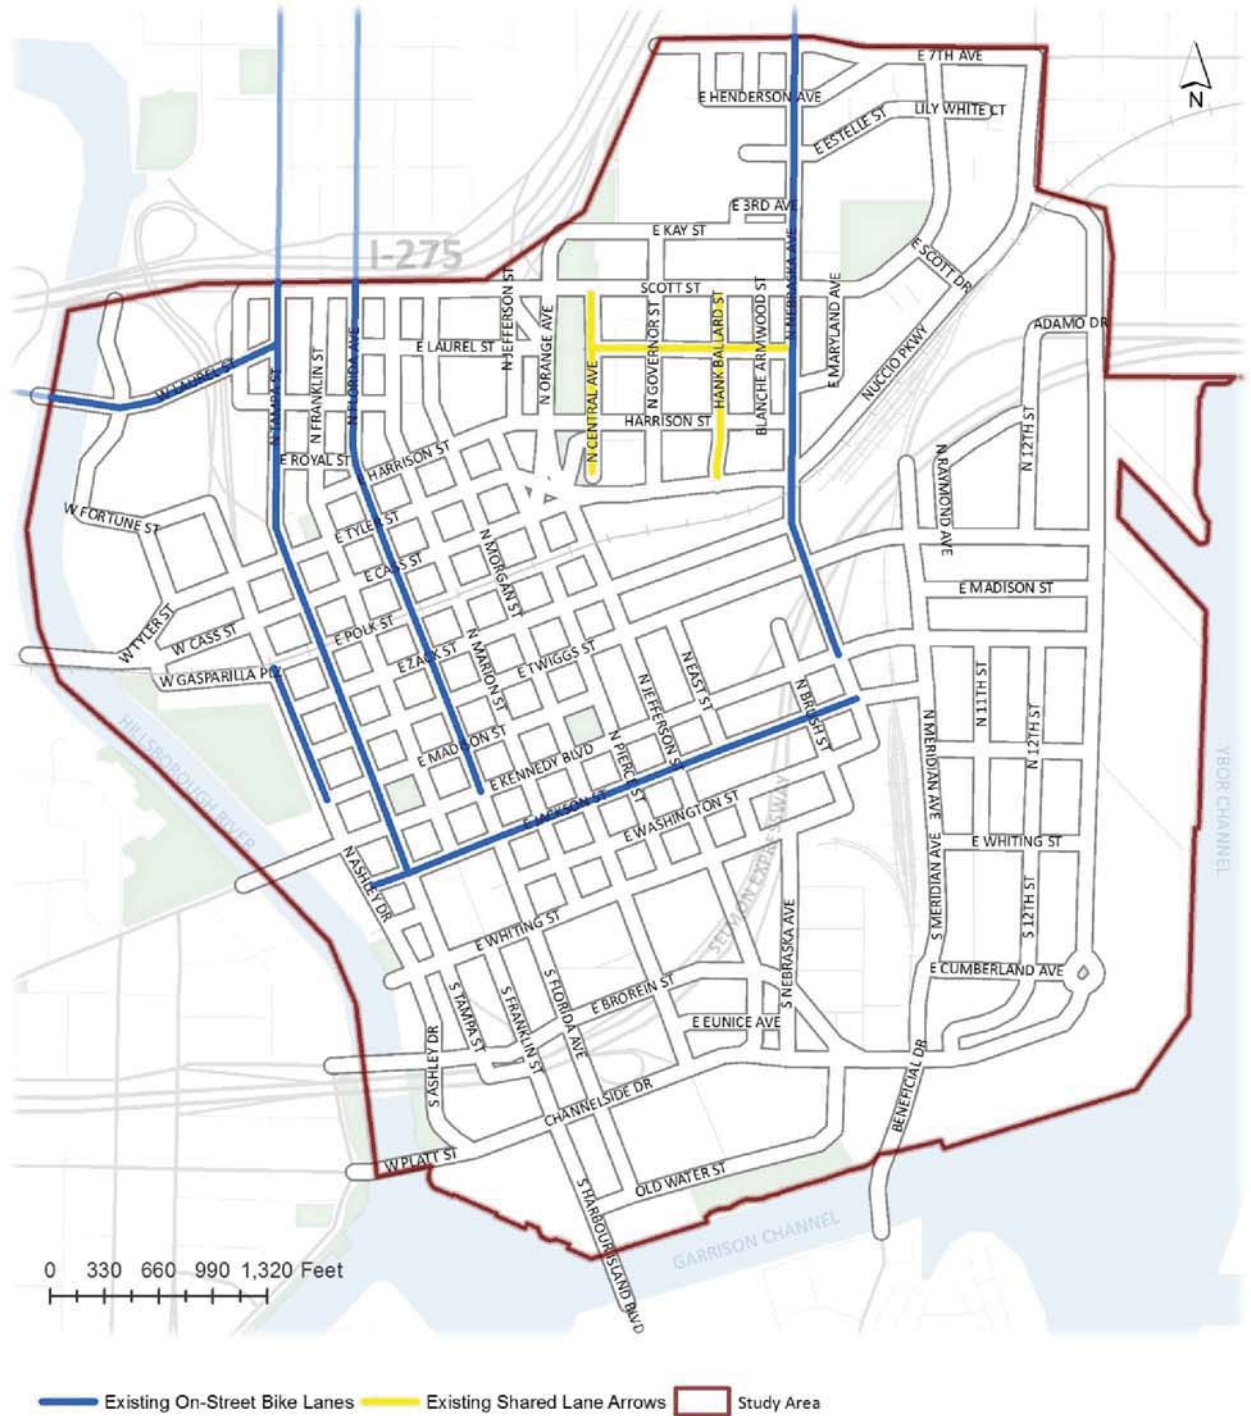 E 7TH AVE
N
E HENDERSON AVE
LILY WHITE CT
E ESTELLE ST
E 3RD AVE
E KAY ST
I-275
E SCOTT DR
SCOTT ST
N JEFFERSON ST
N ORANGE AVE
N GOVERNOR ST
HANK BALLARD ST
BLANCHE ARMWOOD ST
N NEBRASKA AVE
E MARYLAND AVE
ADAMO DR
NUCCIO PKWY
E LAUREL ST
W LAUREL ST
N TAMPA ST
N FRANKLIN ST
N FLORIDA AVE
N CENTRAL AVE
HARRISON ST
N 12TH ST
E ROYAL ST
E HARRISON ST
N RAYMOND AVE
W FORTUNE ST
E TYLER ST
N MORGAN ST
E CASS ST
E MADISON ST
W TYLER ST
W CASS ST
E POLK ST
E ZACK ST
N MARION ST
E TWIGGS ST
W GASPARILLA PLZ
N JEFFERSON ST
N EAST ST
N BRUSH ST
N 11TH ST
N 12TH ST
N MERIDIAN AVE
HILLSBOROUGH RIVER
E MADISON ST
E KENNEDY BLVD
N PIERCE ST
YBOR CHANNEL
E JACKSON ST
E WASHINGTON ST
E WHITING ST
N ASHLEY DR
SELMON EXPRESSWAY
S MERIDIAN AVE
S 12TH ST
E WHITING ST
S NEBRASKA AVE
E CUMBERLAND AVE
S TAMPA ST
S FRANKLIN ST
S FLORIDA AVE
E BROREIN ST
E EUNICE AVE
S ASHLEY DR
BENEFICIAL DR
CHANNELSIDE DR
W PLATT ST
OLD WATER ST
S HARBOUR ISLAND BLVD
GARRISON CHANNEL
0 330 660 990 1,320 Feet
Existing On-Street Bike Lanes Existing Shared Lane Arrows Study Area